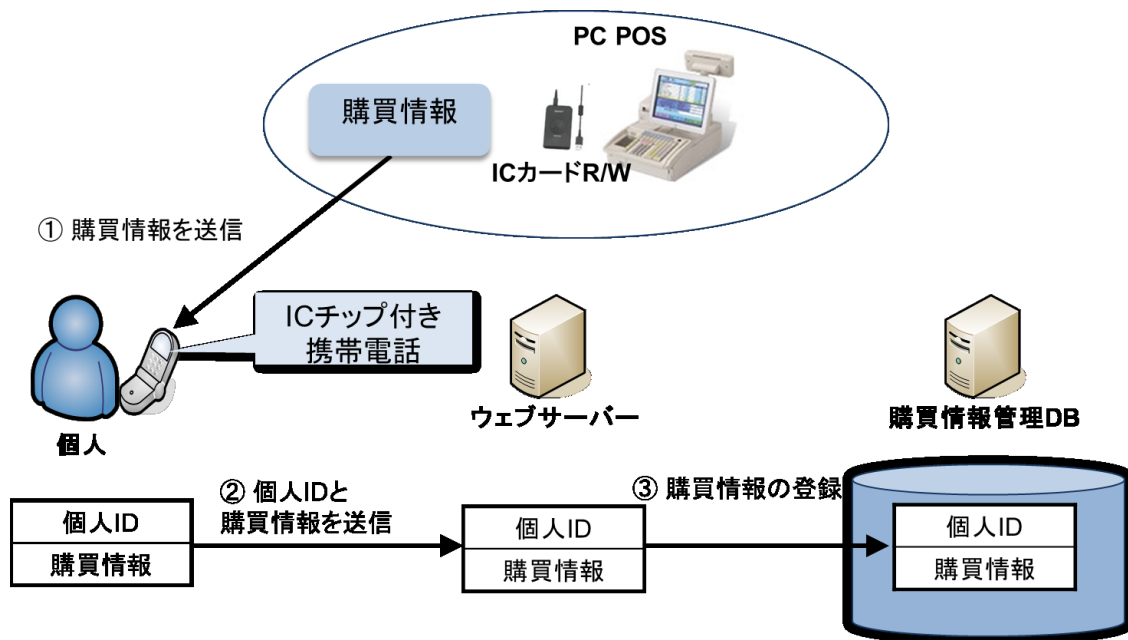 PC POS
購買情報
ICカードR/W
① 購買情報を送信
ICチップ付き
携帯電話
個人
ウェブサーバー
購買情報管理DB
② 個人IDと
購買情報を送信
③ 購買情報の登録
個人ID
購買情報
個人ID
購買情報
個人ID
購買情報